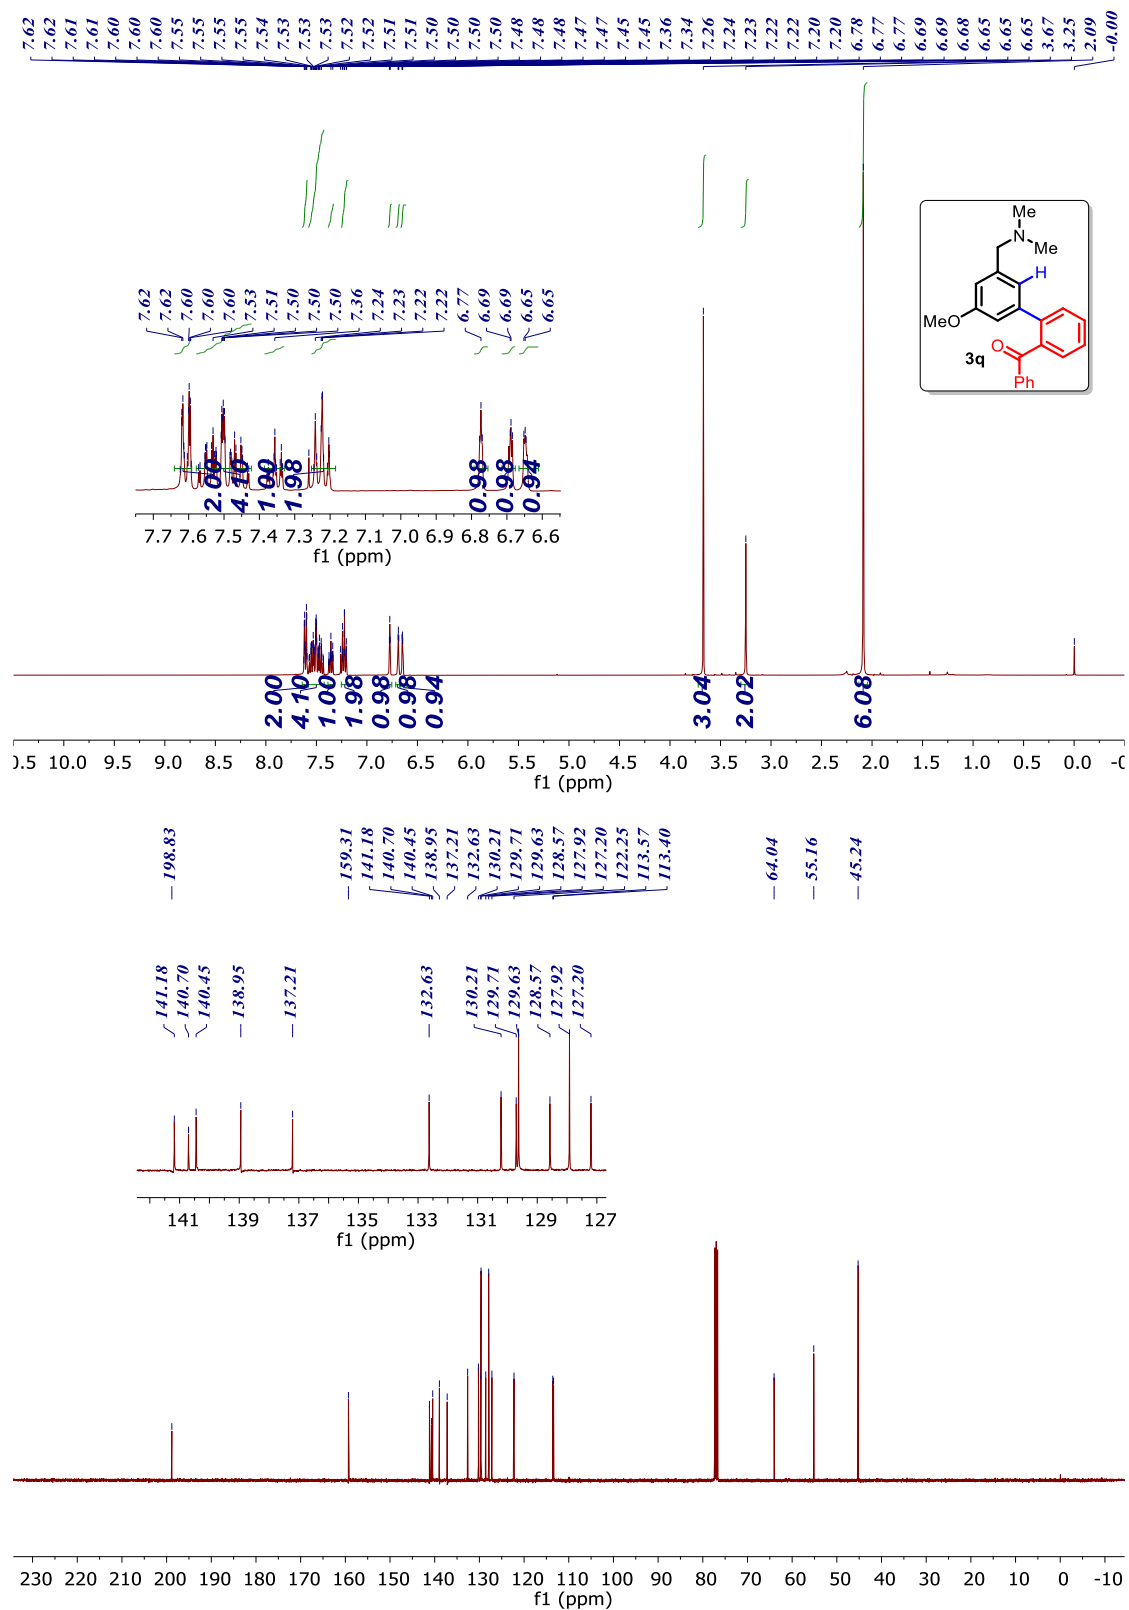 7.62 7.62 7.61 7.61 7.60 7.60 7.60 7.55 7.55 7.55 7.55 7.54 7.53 7.53 7.52 7.52 7.51 7.51 7.50 7.50 7.50 7.50 7.48 7.48 7.48 7.47 7.47 7.45 7.45 7.36 7.34 7.26 7.24 7.23 7.22 7.22 7.20 7.20 6.78 6.77 6.77 6.69 6.69 6.68 6.65 6.65 6.65 3.67 3.25 2.09 -0.00
Me
N
Me
H
MeO
O
3q
Ph
7.62 7.62 7.60 7.60 7.60 7.53 7.51 7.50 7.50 7.50 7.36 7.24 7.23 7.22 7.22 6.77 6.69 6.69 6.65 6.65
2.00 4.10 1.00 1.98 0.98 0.98 0.94
7.7 7.6 7.5 7.4 7.3 7.2 7.1 7.0 6.9 6.8 6.7 6.6
f1 (ppm)
2.00 4.10 1.00 1.98 0.98 0.98 0.94 3.04 2.02 6.08
10.0 9.5 9.0 8.5 8.0 7.5 7.0 6.5 6.0 5.5 5.0 4.5 4.0 3.5 3.0 2.5 2.0 1.5 1.0 0.5 0.0
f1 (ppm)
198.83 159.31 141.18 140.70 140.45 138.95 137.21 132.63 130.21 129.71 129.63 128.57 127.92 127.20 122.25 113.57 113.40 64.04 55.16 45.24
141.18 140.70 140.45 138.95 137.21 132.63 130.21 129.71 129.63 128.57 127.92 127.20
141 139 137 135 133 131 129 127
f1 (ppm)
230 220 210 200 190 180 170 160 150 140 130 120 110 100 90 80 70 60 50 40 30 20 10 0 -10
f1 (ppm)